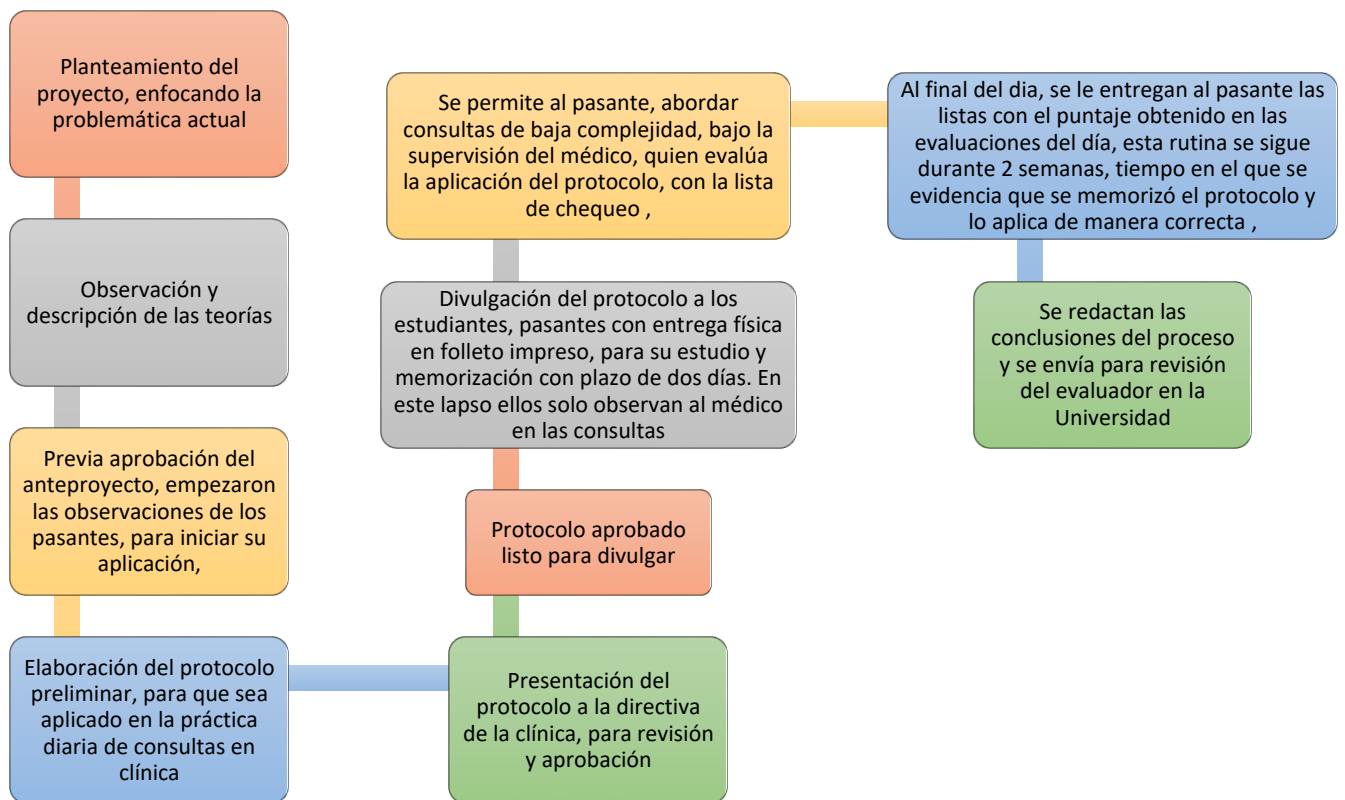 Planteamiento del
proyecto, enfocando la
problemática actual
Observación y
descripción de las teorías
Previa aprobación del
anteproyecto, empezaron
las observaciones de los
pasantes, para iniciar su
aplicación,
Elaboración del protocolo
preliminar, para que sea
aplicado en la práctica
diaria de consultas en
clínica
Presentación del
protocolo a la directiva
de la clínica, para revisión
y aprobación
Protocolo aprobado
listo para divulgar
Divulgación del protocolo a los
estudiantes, pasantes con entrega física
en folleto impreso, para su estudio y
memorización con plazo de dos días. En
este lapso ellos solo observan al médico
en las consultas
Se permite al pasante, abordar
consultas de baja complejidad, bajo la
supervisión del médico, quien evalúa
la aplicación del protocolo, con la lista
de chequeo ,
Al final del dia, se le entregan al pasante las
listas con el puntaje obtenido en las
evaluaciones del día, esta rutina se sigue
durante 2 semanas, tiempo en el que se
evidencia que se memorizó el protocolo y
lo aplica de manera correcta ,
Se redactan las
conclusiones del proceso
y se envía para revisión
del evaluador en la
Universidad